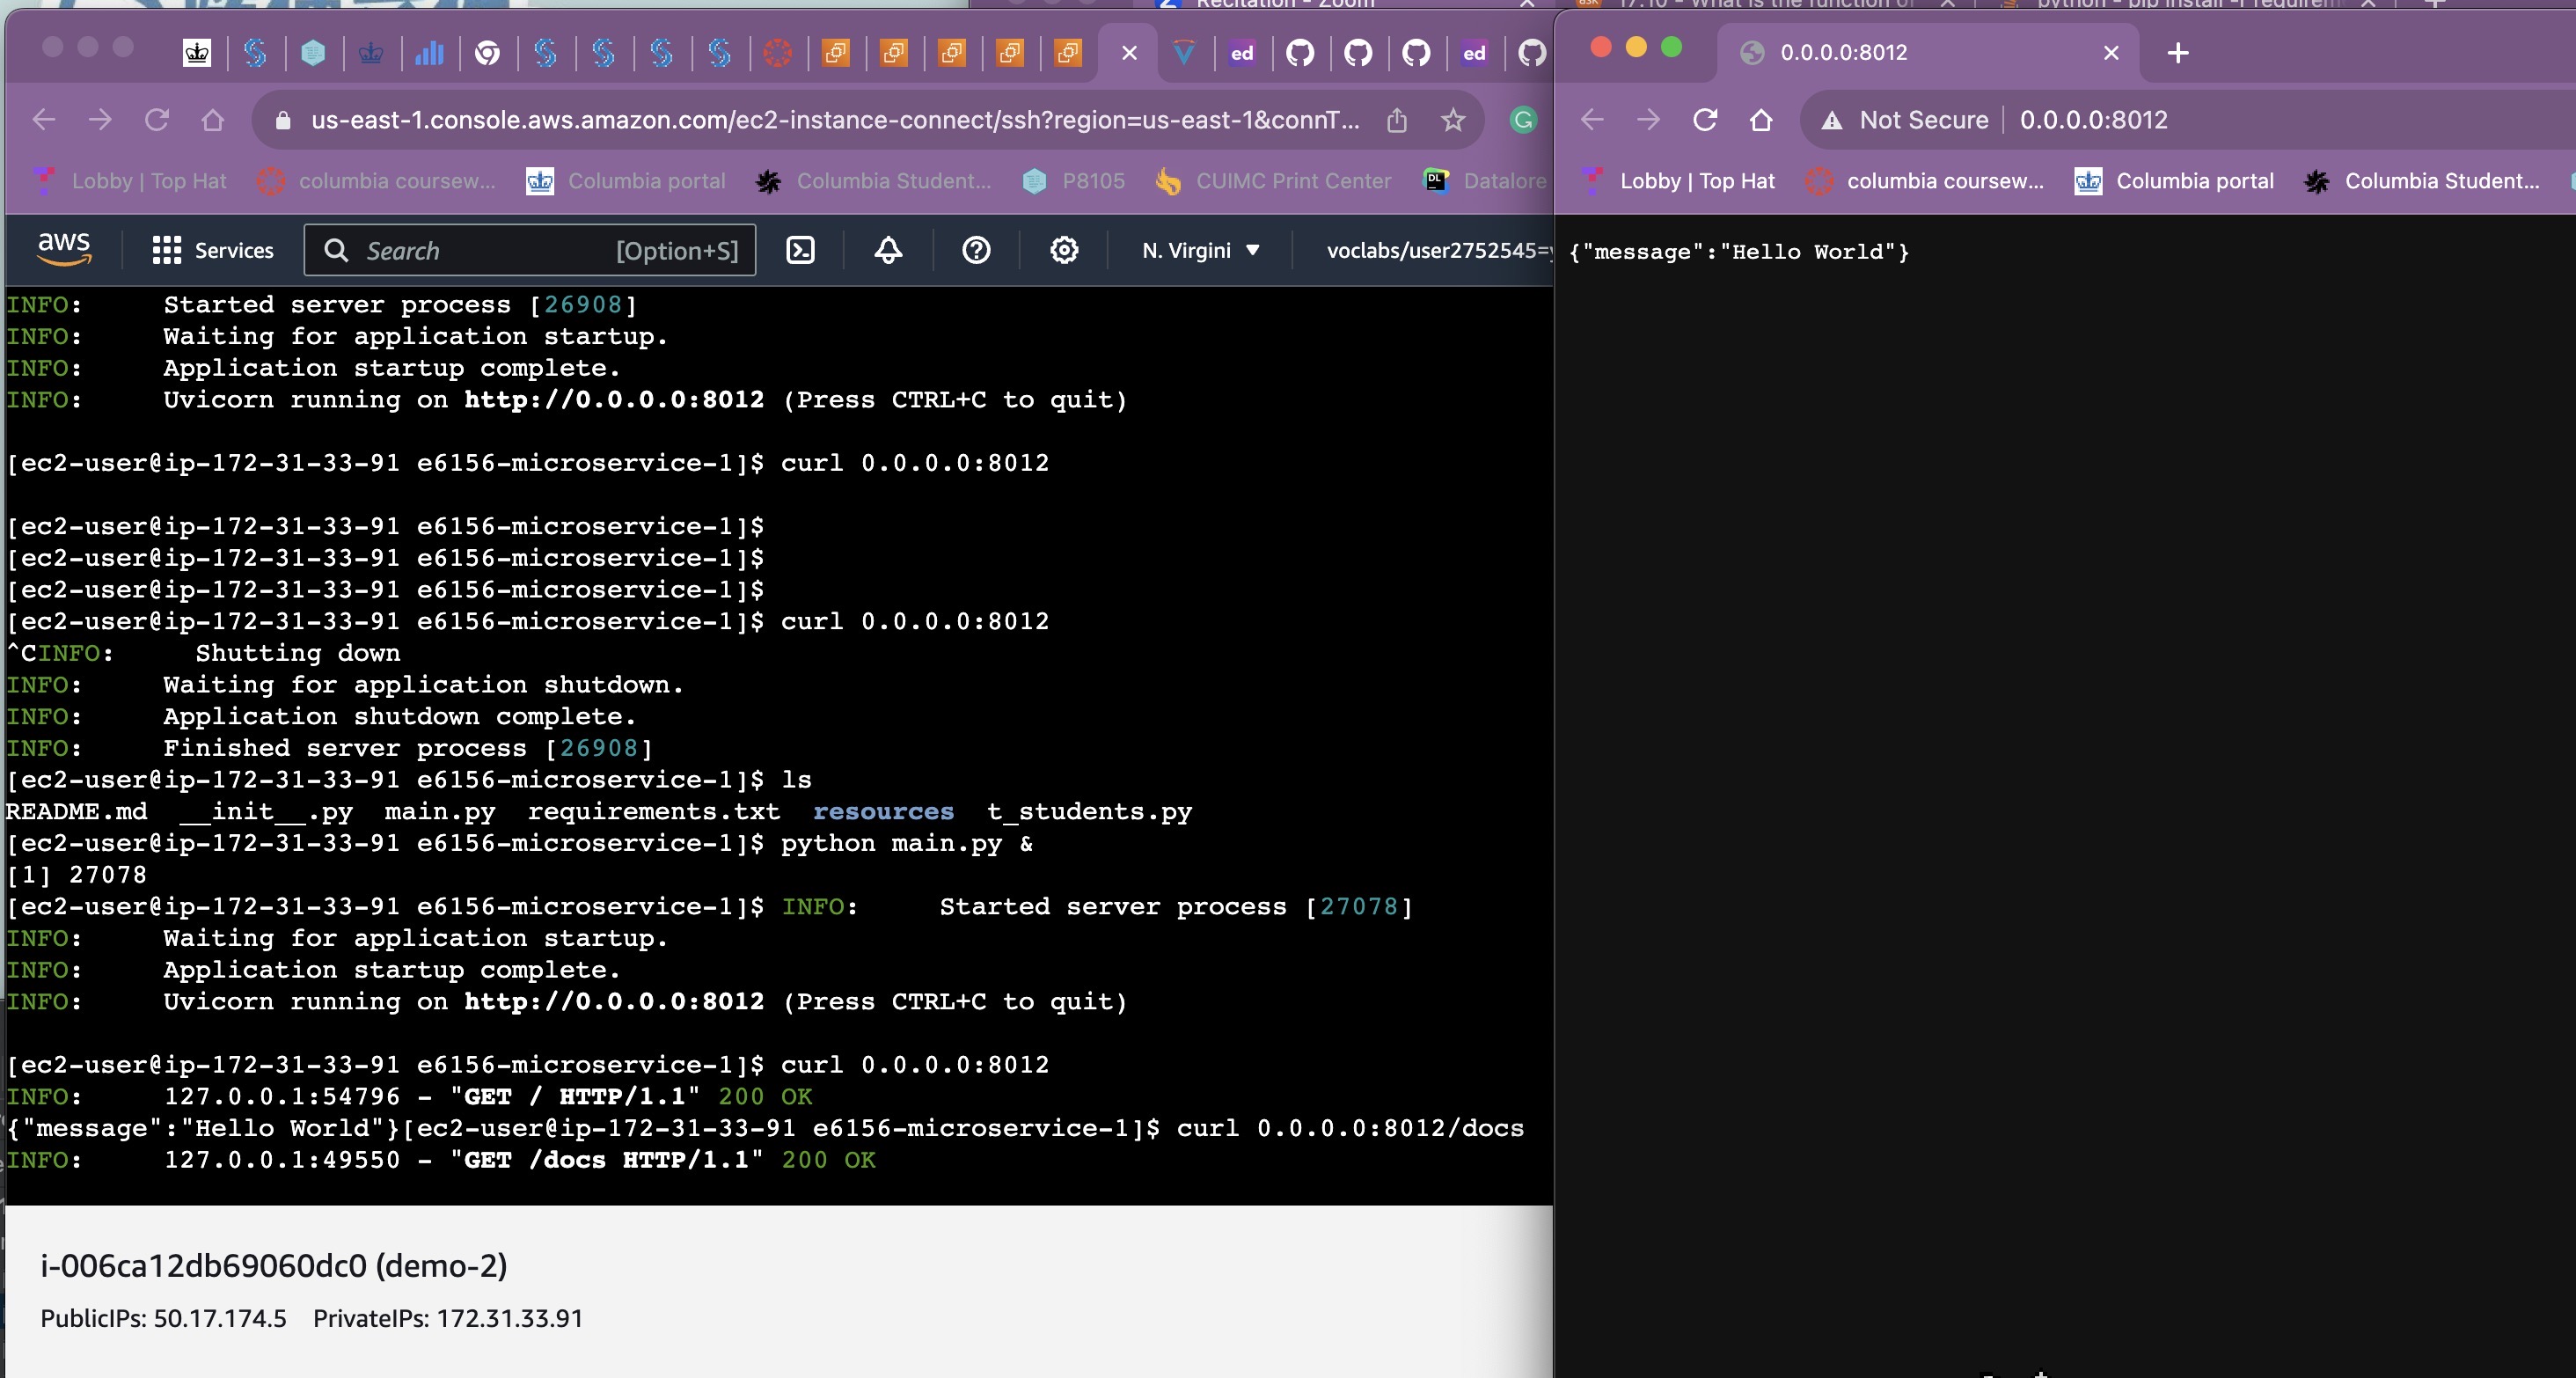 Recitation - Zoom
17.10 - What is the function of
python - pip install -r requirem
0.0.0.0:8012
us-east-1.console.aws.amazon.com/ec2-instance-connect/ssh?region=us-east-1&connT...
Not Secure
0.0.0.0:8012
Lobby | Top Hat
columbia coursew...
Columbia portal
Columbia Student...
P8105
CUIMC Print Center
Datalore
Lobby | Top Hat
columbia coursew...
Columbia portal
Columbia Student...
aws
Services
Search
[Option+S]
N. Virgini
voclabs/user2752545=y
INFO:     Started server process [26908]
INFO:     Waiting for application startup.
INFO:     Application startup complete.
INFO:     Uvicorn running on http://0.0.0.0:8012 (Press CTRL+C to quit)
[ec2-user@ip-172-31-33-91 e6156-microservice-1]$ curl 0.0.0.0:8012
[ec2-user@ip-172-31-33-91 e6156-microservice-1]$
[ec2-user@ip-172-31-33-91 e6156-microservice-1]$
[ec2-user@ip-172-31-33-91 e6156-microservice-1]$
[ec2-user@ip-172-31-33-91 e6156-microservice-1]$ curl 0.0.0.0:8012
^CINFO:     Shutting down
INFO:     Waiting for application shutdown.
INFO:     Application shutdown complete.
INFO:     Finished server process [26908]
[ec2-user@ip-172-31-33-91 e6156-microservice-1]$ ls
README.md  __init__.py  main.py  requirements.txt  resources  t_students.py
[ec2-user@ip-172-31-33-91 e6156-microservice-1]$ python main.py &
[1] 27078
[ec2-user@ip-172-31-33-91 e6156-microservice-1]$ INFO:     Started server process [27078]
INFO:     Waiting for application startup.
INFO:     Application startup complete.
INFO:     Uvicorn running on http://0.0.0.0:8012 (Press CTRL+C to quit)
[ec2-user@ip-172-31-33-91 e6156-microservice-1]$ curl 0.0.0.0:8012
INFO:     127.0.0.1:54796 - "GET / HTTP/1.1" 200 OK
{"message":"Hello World"}[ec2-user@ip-172-31-33-91 e6156-microservice-1]$ curl 0.0.0.0:8012/docs
INFO:     127.0.0.1:49550 - "GET /docs HTTP/1.1" 200 OK
i-006ca12db69060dc0 (demo-2)
PublicIPs: 50.17.174.5    PrivateIPs: 172.31.33.91
{"message":"Hello World"}
ed
ed
DL